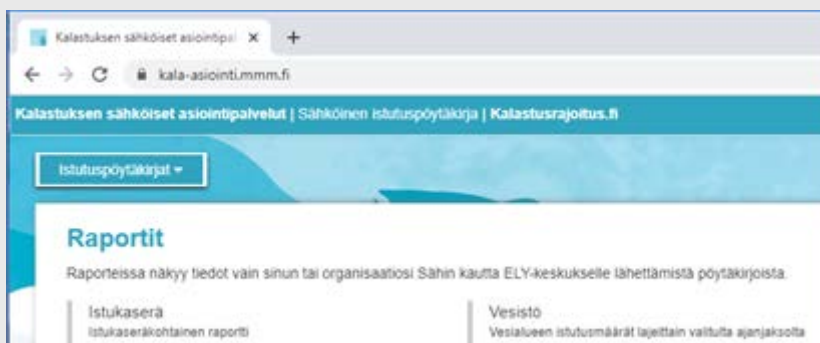 Kalastuksen sähköiset asiointipal
kala-asiointi.mmm.fi
Kalastuksen sähköiset asiointipalvelut | Sähköinen istutuspöytäkirja | Kalastusrajoitus.fi
Istutuspöytäkirjat
Raportit
Raporteissa näkyy tiedot vain sinun tai organisaatiosi Sähin kautta ELY-keskukselle lähettämistä pöytäkirjoista.
Istukaserä Vesistö
Istukaseräkohtainen raportti Vesialueen istutusmäärät lajeittain valitulta ajanjaksolta